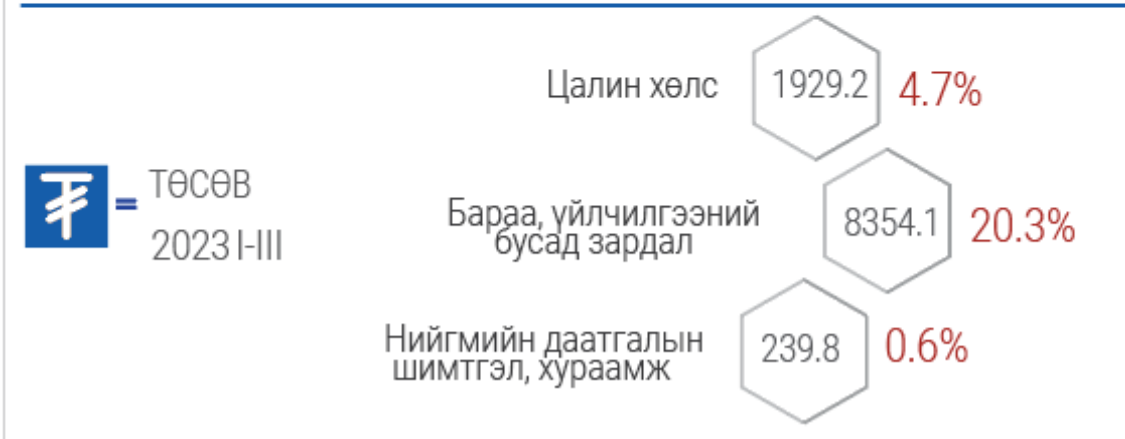 Цалин хөлс
1929.2
4.7%
₮ = ТӨСӨВ
2023 I-III
Бараа, үйлчилгээний
бусад зардал
8354.1
20.3%
Нийгмийн даатгалын
шимтгэл, хураамж
239.8
0.6%